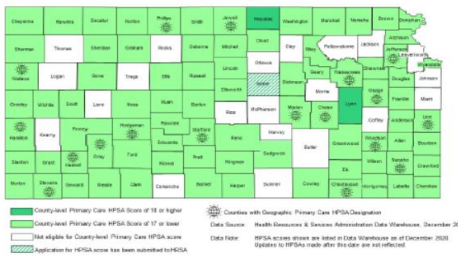 Cheyenne Rawlins Decatur Norton Phillips Smith Jewell Republic Washington Marshall Nemaha Brown Doniphan
Atchison
Sherman Thomas Sheridan Graham Rooks Osborne Mitchell Cloud Clay Riley Pottawatomie Jackson Jefferson Leavenworth
Ottawa Wyandotte
Wallace Logan Gove Trego Ellis Russell Lincoln Saline Dickinson Geary Wabaunsee Shawnee Douglas Johnson
Ellsworth Morris Osage Franklin Miami
Greeley Wichita Scott Lane Ness Rush Barton Rice McPherson Marion Chase Lyon Coffey Anderson Linn
Hamilton Kearny Finney Hodgeman Pawnee Stafford Reno Harvey
Gray Ford Edwards Sedgwick Butler Greenwood Woodson Allen Bourbon
Stanton Grant Haskell Kiowa Pratt Kingman Elk Wilson Neosho Crawford
Morton Stevens Seward Meade Clark Comanche Barber Harper Sumner Cowley Chautauqua Montgomery Labette Cherokee
County-level Primary Care HPSA Score of 18 or higher
County-level Primary Care HPSA Score of 17 or lower
Not eligible for County-level Primary Care HPSA score
Application for HPSA score has been submitted to HRSA
Counties with Geographic Primary Care HPSA Designation
Data Source: Health Resources & Services Administration Data Warehouse, December 20
Data Note: HPSA scores shown are listed in Data Warehouse as of December 2020
Updates to HPSAs made after this date are not reflected.